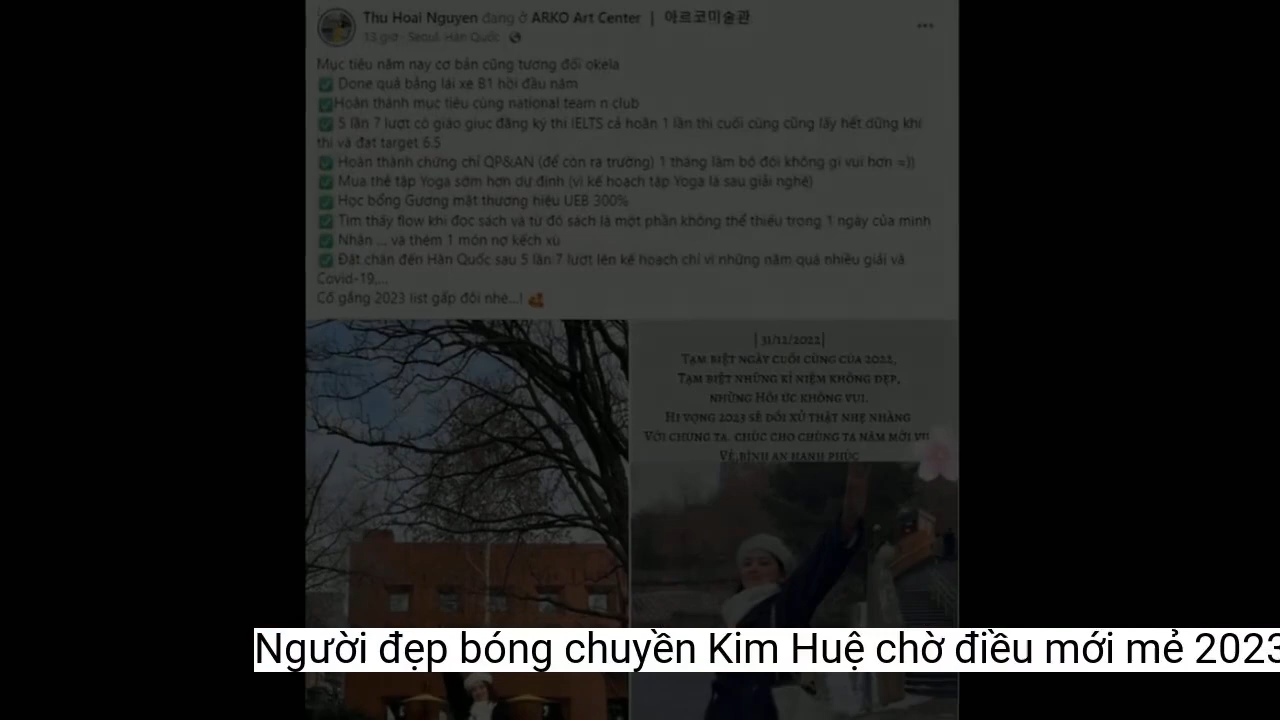 Thu Hoai Nguyen đang ở ARKO Art Center | 아르코미술관
13 giờ · Seoul, Hàn Quốc ·
Mục tiêu năm nay cơ bản cũng tương đối okela
✅ Done quả bằng lái xe B1 hồi đầu năm
✅Hoàn thành mục tiêu cùng national team n club
✅ 5 lần 7 lượt cô giáo giục đăng ký thi IELTS cả hoãn 1 lần thi cuối cùng cũng lấy hết dũng khí
thi và đạt target 6.5
✅ Hoàn thành chứng chỉ QP&AN (để còn ra trường) 1 tháng làm bộ đội không gì vui hơn =))
✅ Mua thẻ tập Yoga sớm hơn dự định (vì kế hoạch tập Yoga là sau giải nghệ)
✅ Học bổng Gương mặt thương hiệu UEB 300%
✅ Tìm thấy flow khi đọc sách và từ đó sách là một phần không thể thiếu trong 1 ngày của mình
✅ Nhận ... và thêm 1 món nợ kếch xù
✅ Đặt chân đến Hàn Quốc sau 5 lần 7 lượt lên kế hoạch chỉ vì những năm quá nhiều giải và
Covid-19,...
Cố gắng 2023 list gấp đôi nhé...! 🥰
| 31/12/2022|
Tạm biệt ngày cuối cùng của 2022,
Tạm biệt những kỉ niệm không đẹp,
những hồi ức không vui.
Hi vọng 2023 sẽ đối xử thật nhẹ nhàng
với chúng ta. Chúc cho chúng ta năm mới vui
vẻ,bình an hạnh phúc
Người đẹp bóng chuyền Kim Huệ chờ điều mới mẻ 2023